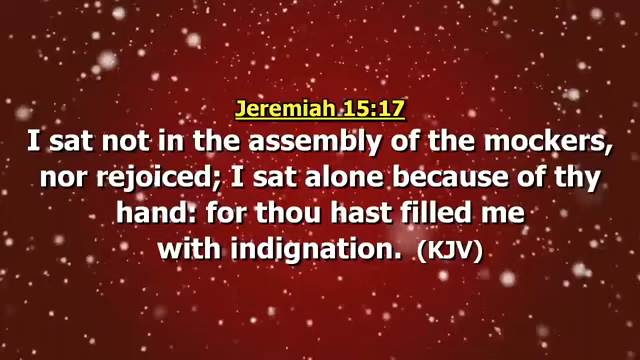 Jeremiah 15:17
I sat not in the assembly of the mockers,
nor rejoiced; I sat alone because of thy
hand: for thou hast filled me
with indignation. (KJV)